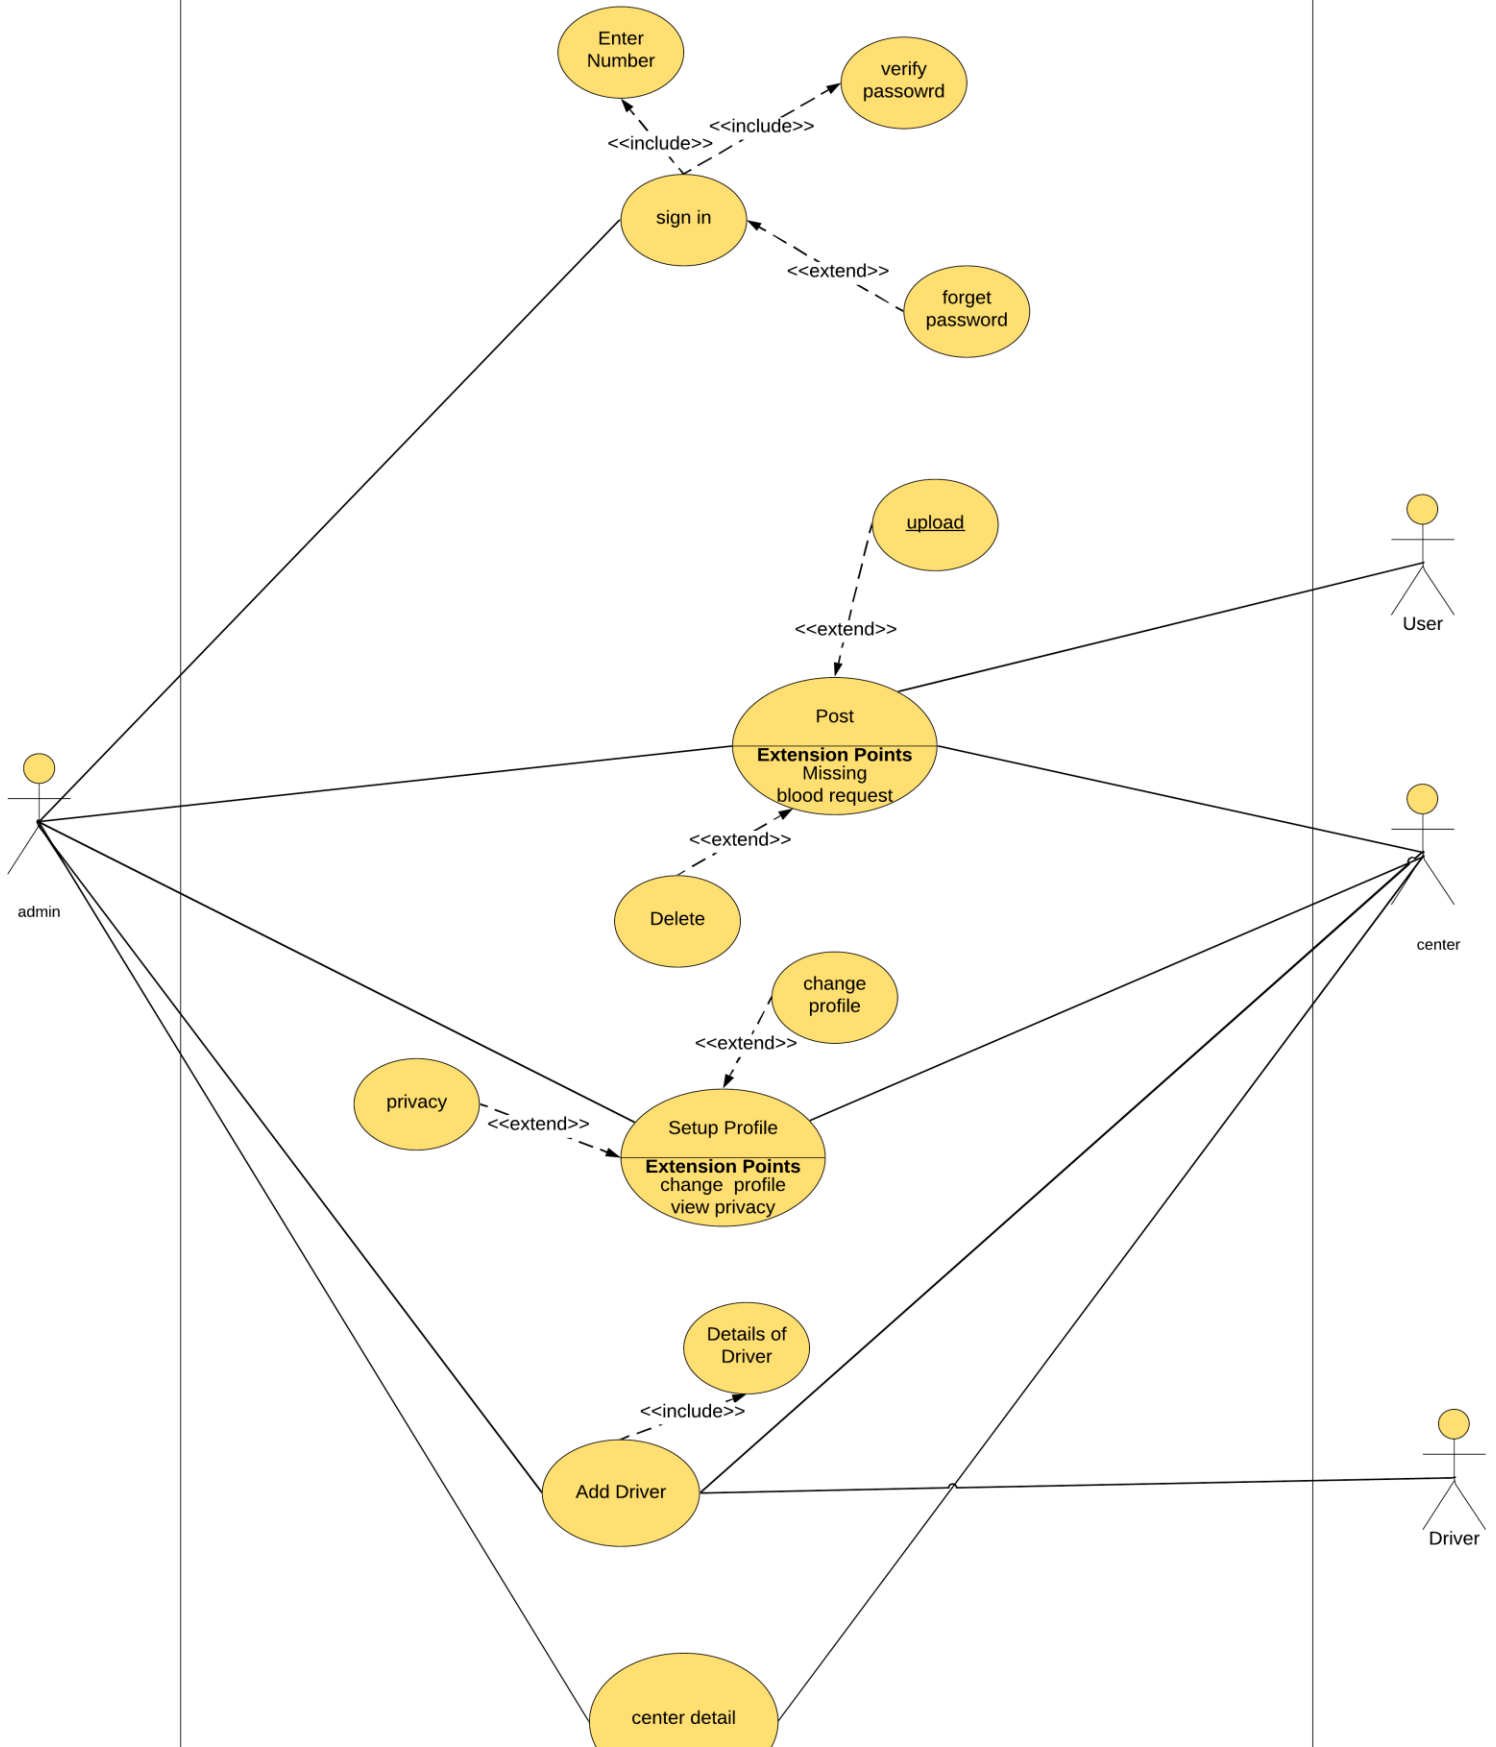 Enter
Number
verify
passowrd
<<include>>
<<include>>
sign in
<<extend>>
forget
password
upload
<<extend>>
User
Post
Extension Points
Missing
blood request
<<extend>>
admin
Delete
center
change
profile
<<extend>>
privacy
<<extend>>
Setup Profile
Extension Points
change  profile
view privacy
Details of
Driver
<<include>>
Add Driver
Driver
center detail